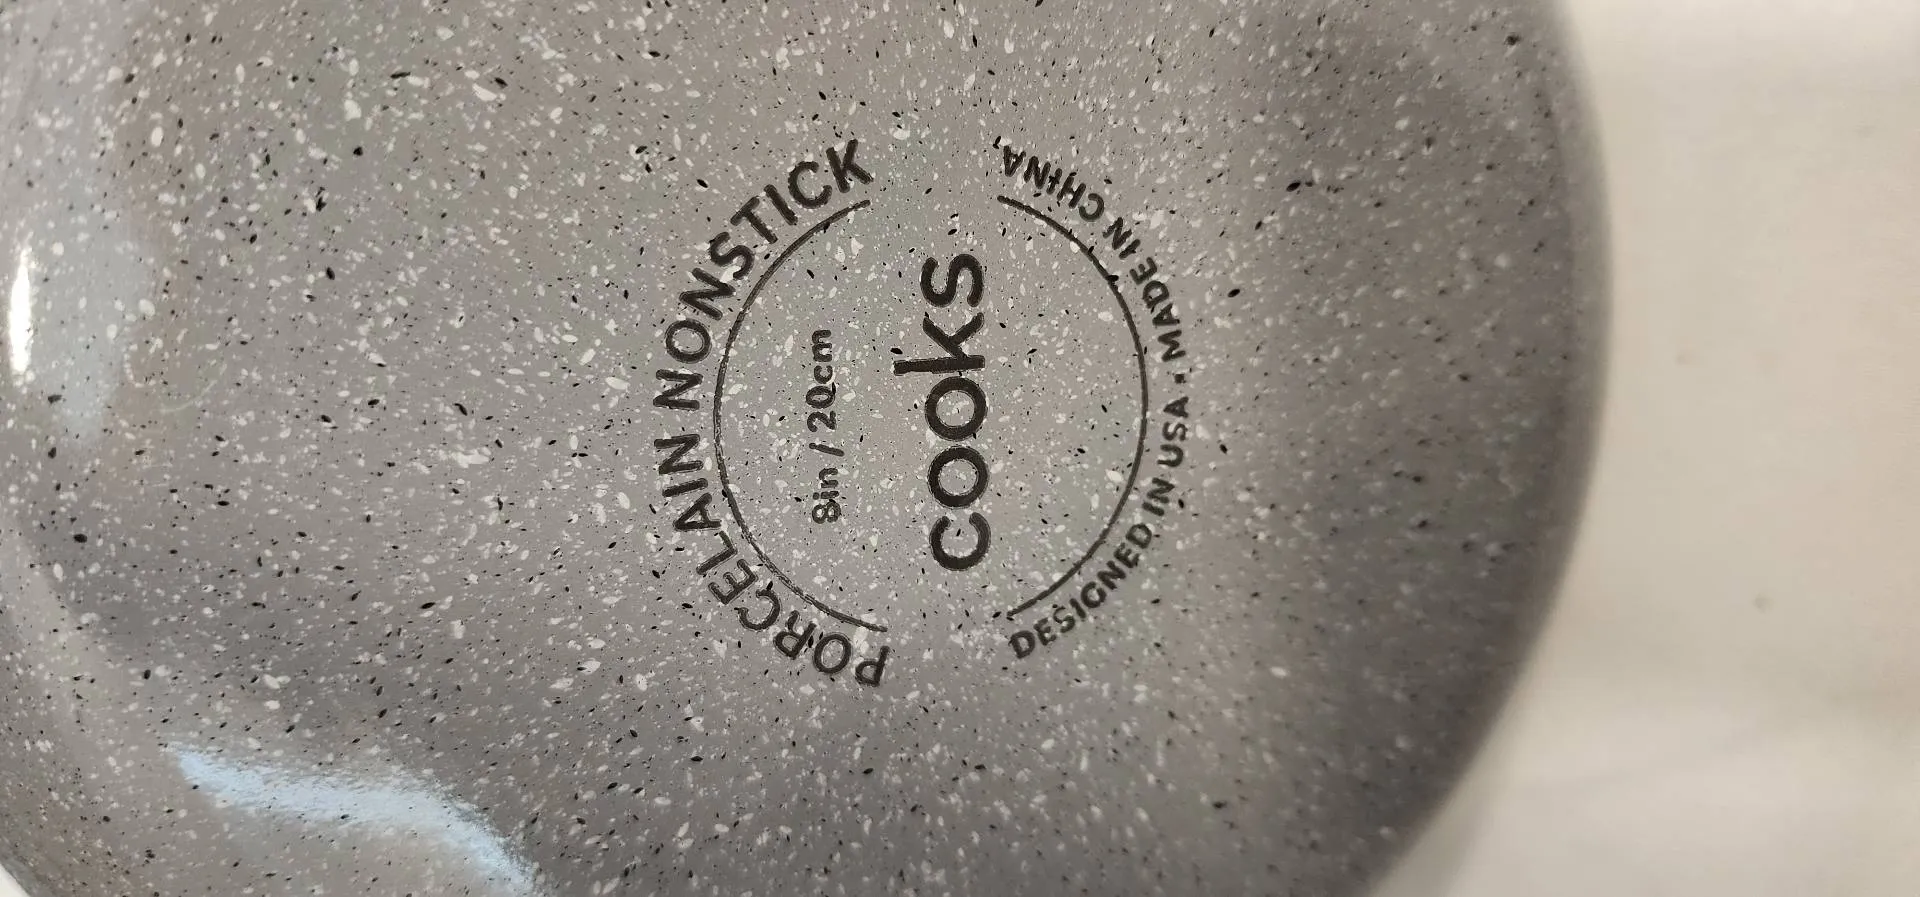 PORCELAIN NONSTICK
8in / 20cm
cooks
DESIGNED IN USA • MADE IN CHINA,